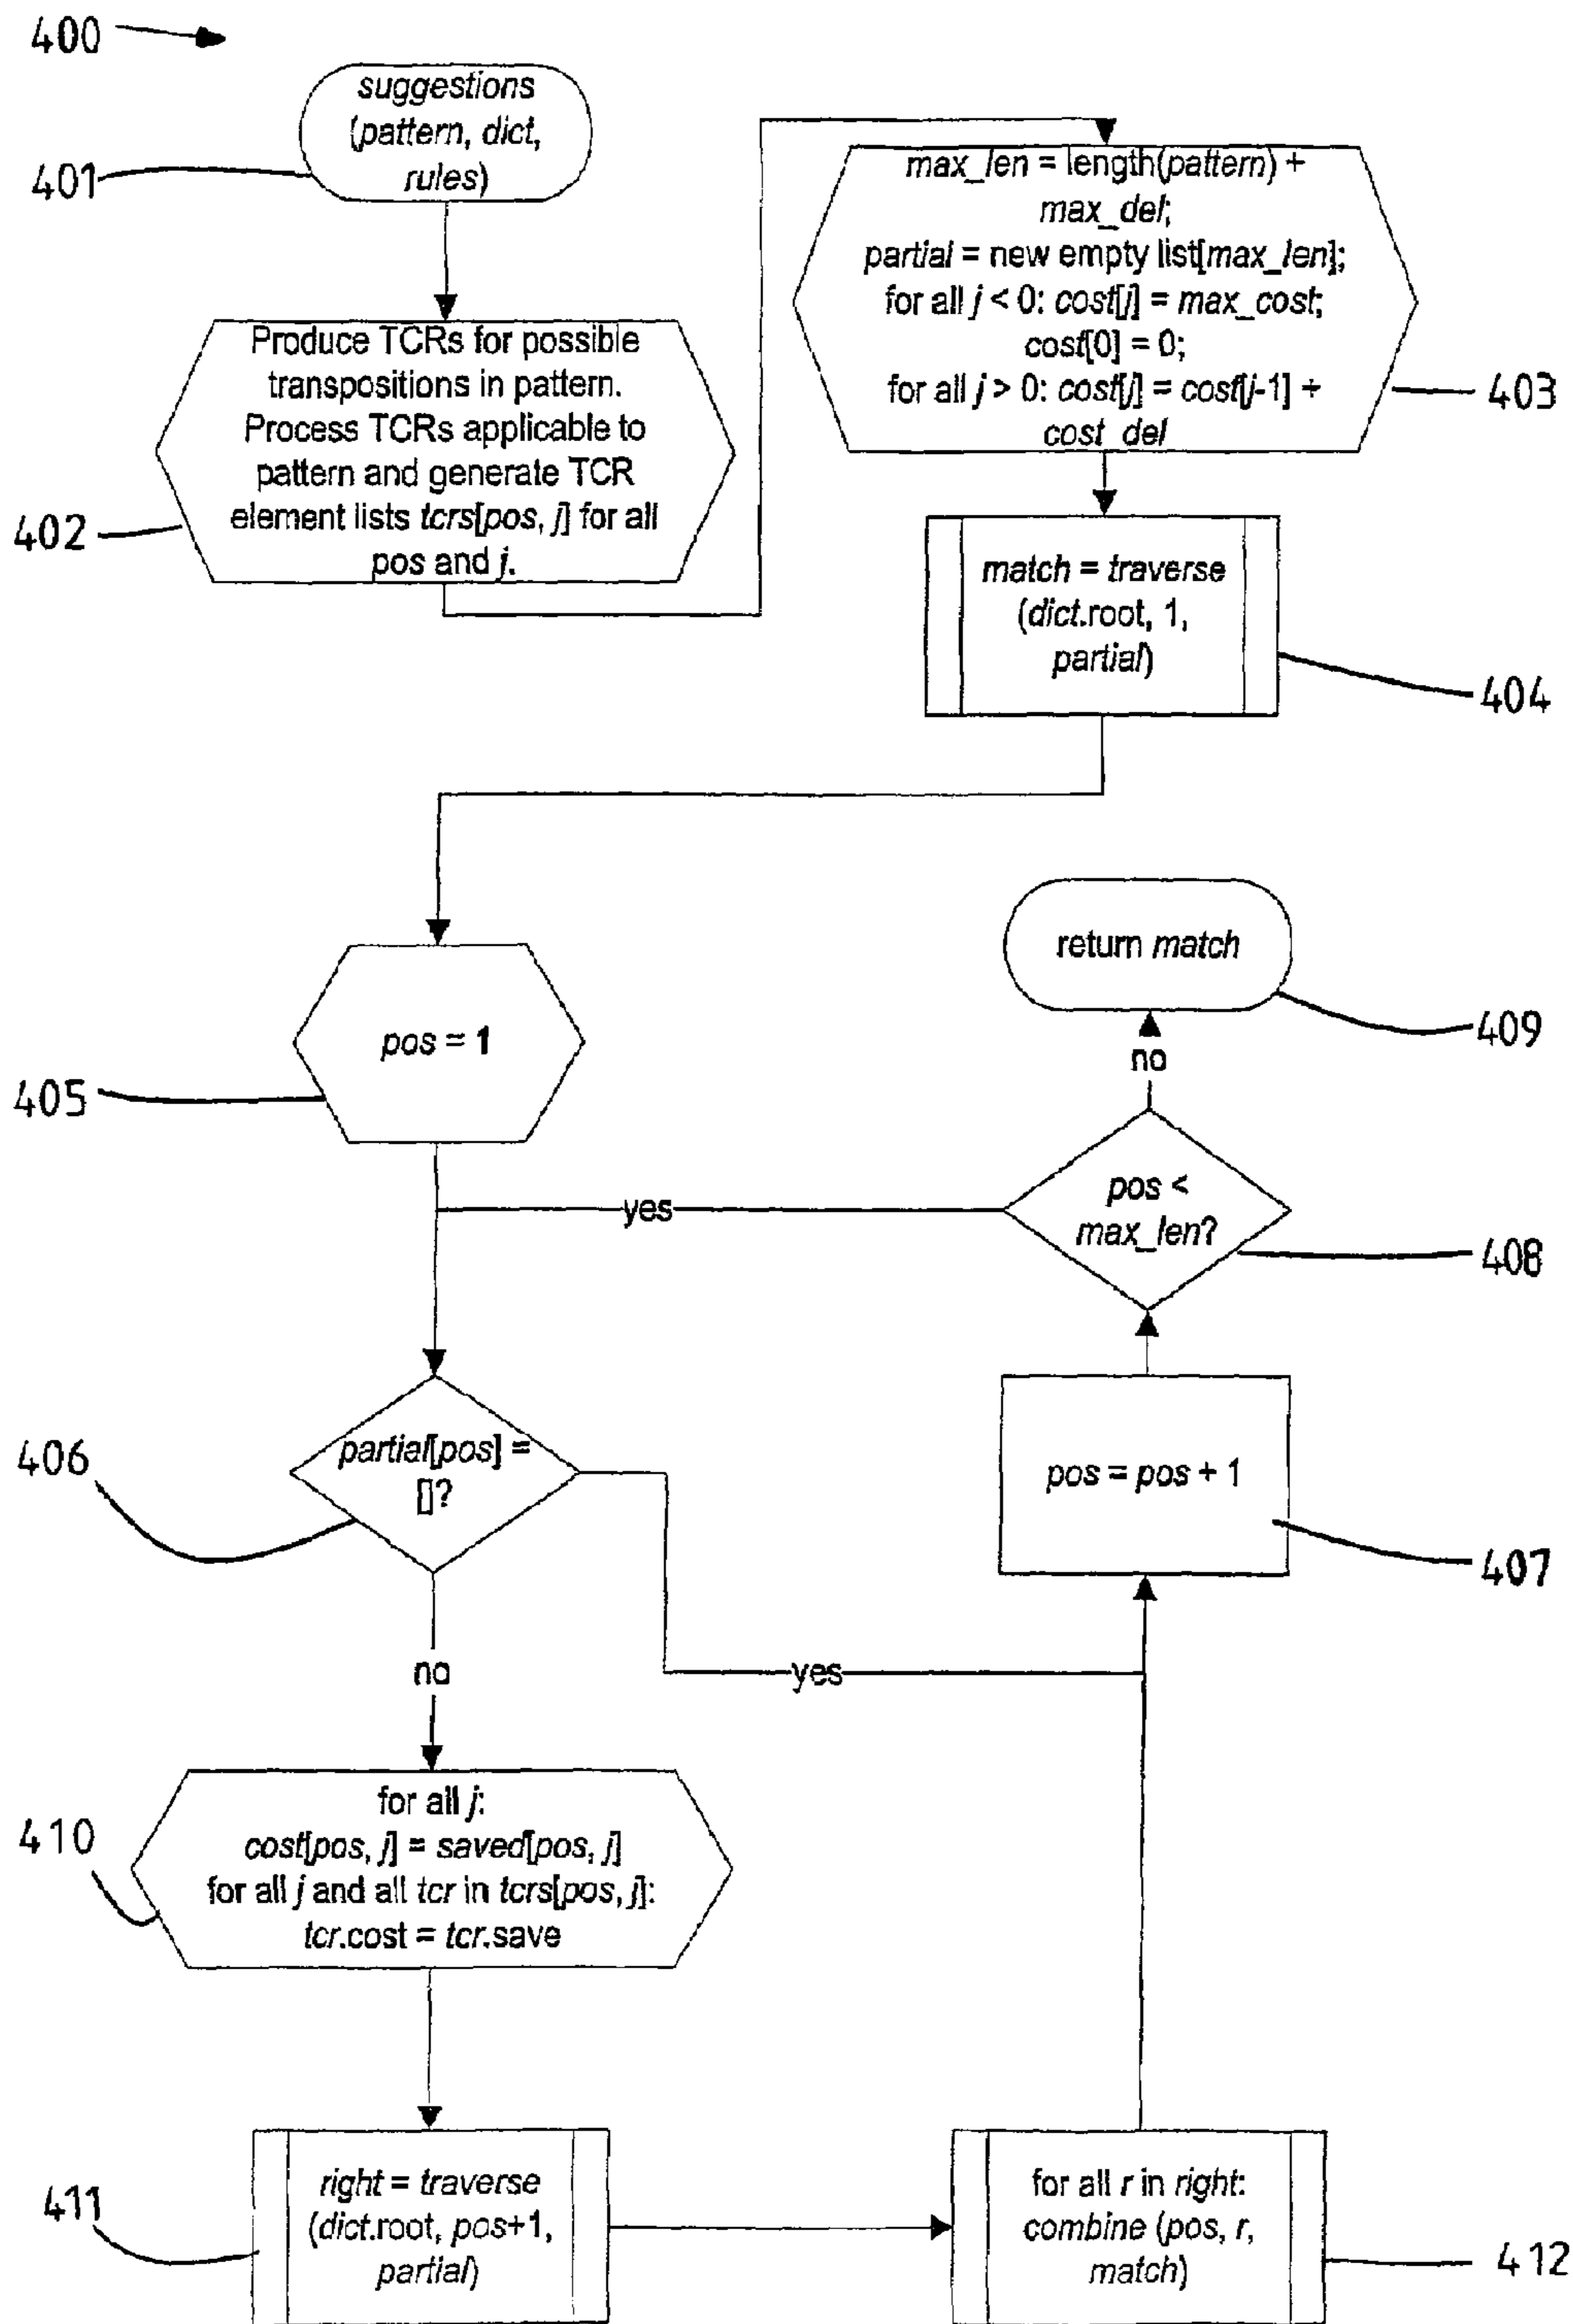 400
suggestions
(pattern, dict,
rules)
401
Produce TCRs for possible
transpositions in pattern.
Process TCRs applicable to
pattern and generate TCR
element lists tcrs[pos, j] for all
pos and j.
402
max_len = length(pattern) +
max_del;
partial = new empty list[max_len];
for all j < 0: cost[j] = max_cost;
cost[0] = 0;
for all j > 0: cost[j] = cost[j-1] +
cost_del
403
match = traverse
(dict.root, 1,
partial)
404
pos = 1
405
return match
409
no
pos <
max_len?
408
yes
partial[pos] =
[]?
406
pos = pos + 1
407
yes
no
for all j:
cost[pos, j] = saved[pos, j]
for all j and all tcr in tcrs[pos, j]:
tcr.cost = tcr.save
410
right = traverse
(dict.root, pos+1,
partial)
411
for all r in right:
combine (pos, r,
match)
412